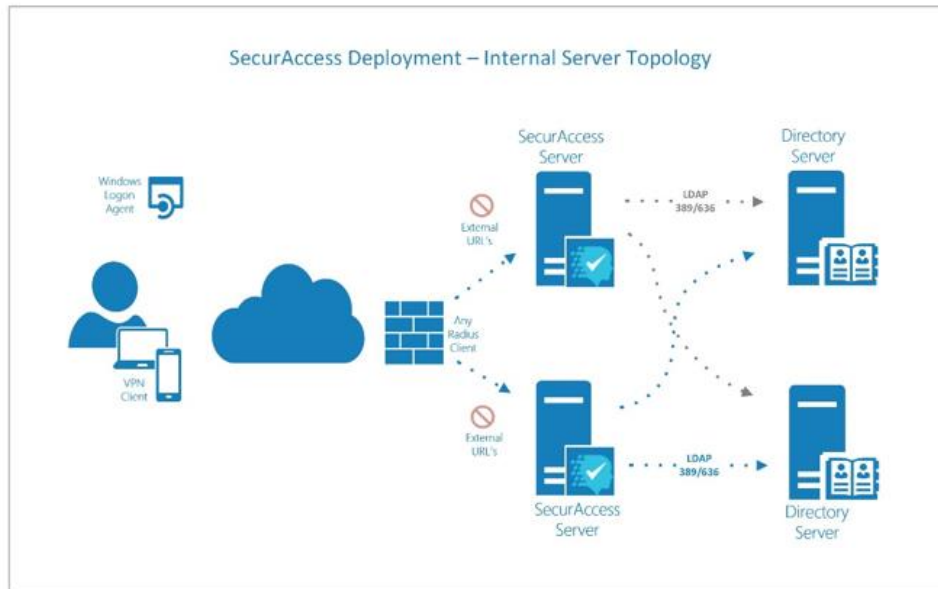 SecurAccess Deployment – Internal Server Topology
Windows
Logon
Agent
VPN
Client
Any
Radius
Client
External
URL's
External
URL's
SecurAccess
Server
LDAP
389/636
Directory
Server
SecurAccess
Server
LDAP
389/636
Directory
Server